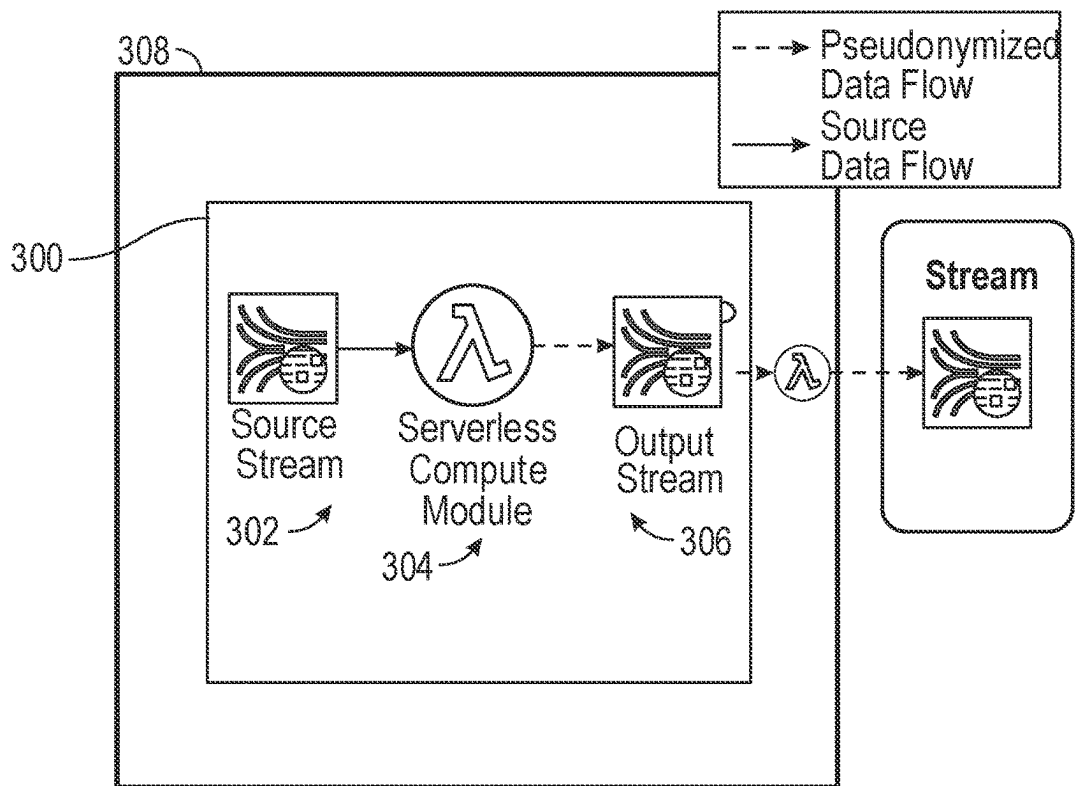 308
Pseudonymized
Data Flow
Source
Data Flow
300
Stream
λ
λ
Source
Stream
Serverless
Compute
Module
Output
Stream
302
304
306